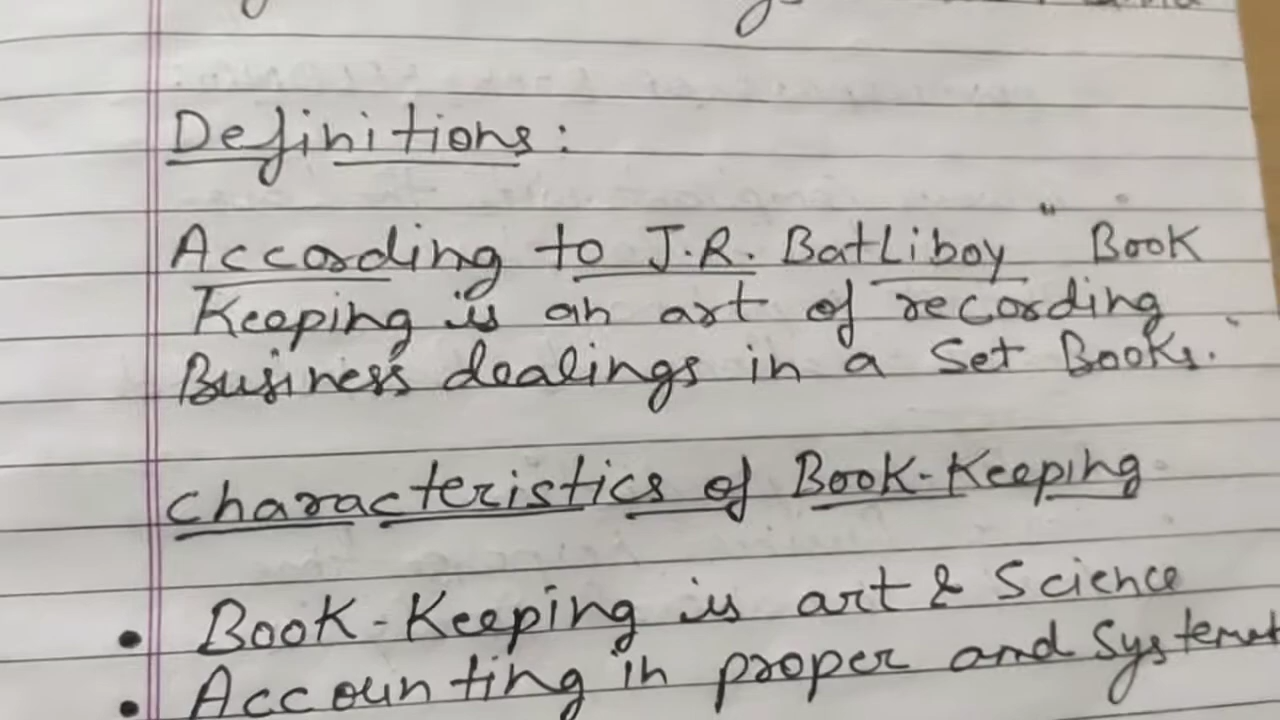 Definitions:
According to J.R. Batliboy " Book
Keeping is an art of recording
Business dealings in a Set Books.
Characteristics of Book-Keeping
• Book-Keeping is art & Science
• Accounting in proper and Systemat